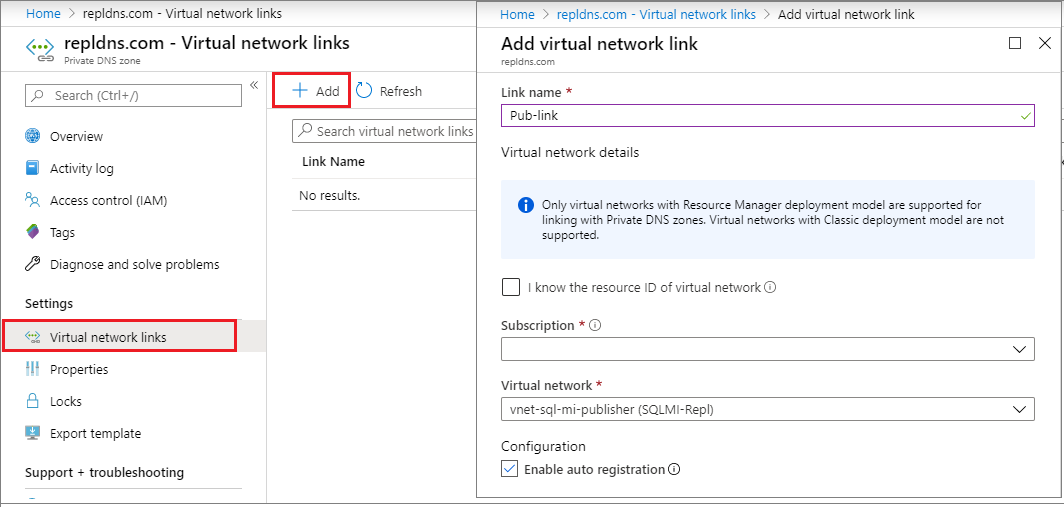 Home > repldns.com - Virtual network links
repldns.com - Virtual network links
Private DNS zone
Search (Ctrl+/)
«
Overview
Activity log
Access control (IAM)
Tags
Diagnose and solve problems
Settings
Virtual network links
Properties
Locks
Export template
Support + troubleshooting
+ Add
Refresh
Search virtual network links
Link Name
No results.
Home > repldns.com - Virtual network links > Add virtual network link
Add virtual network link
repldns.com
Link name *
Pub-link
Virtual network details
Only virtual networks with Resource Manager deployment model are supported for
linking with Private DNS zones. Virtual networks with Classic deployment model are not
supported.
I know the resource ID of virtual network
Subscription *
Virtual network *
vnet-sql-mi-publisher (SQLMI-Repl)
Configuration
Enable auto registration